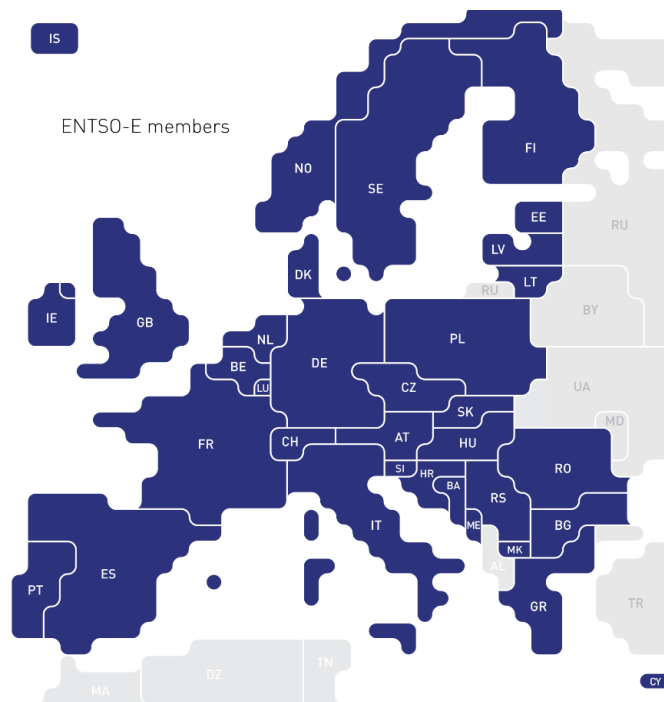 IS
ENTSO-E members
NO
FI
SE
EE
RU
LV
DK
LT
RU
BY
IE
GB
NL
PL
BE
DE
LU
CZ
UA
SK
MD
FR
CH
AT
HU
SI
HR
RO
BA
RS
IT
ME
BG
MK
AL
ES
PT
GR
TR
TN
DZ
MA
CY